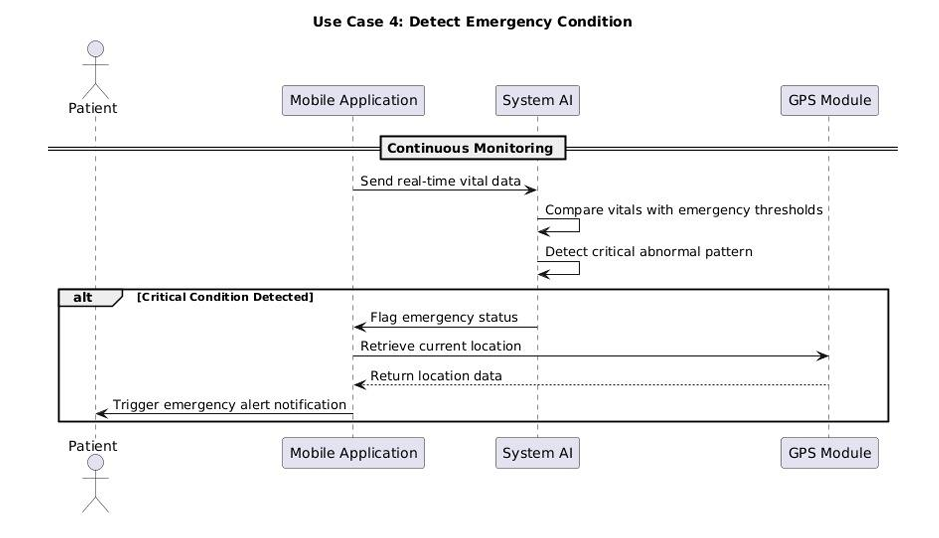 Use Case 4: Detect Emergency Condition
Patient
Mobile Application
System AI
GPS Module
Continuous Monitoring
Send real-time vital data
Compare vitals with emergency thresholds
Detect critical abnormal pattern
alt
[Critical Condition Detected]
Flag emergency status
Retrieve current location
Return location data
Trigger emergency alert notification
Patient
Mobile Application
System AI
GPS Module